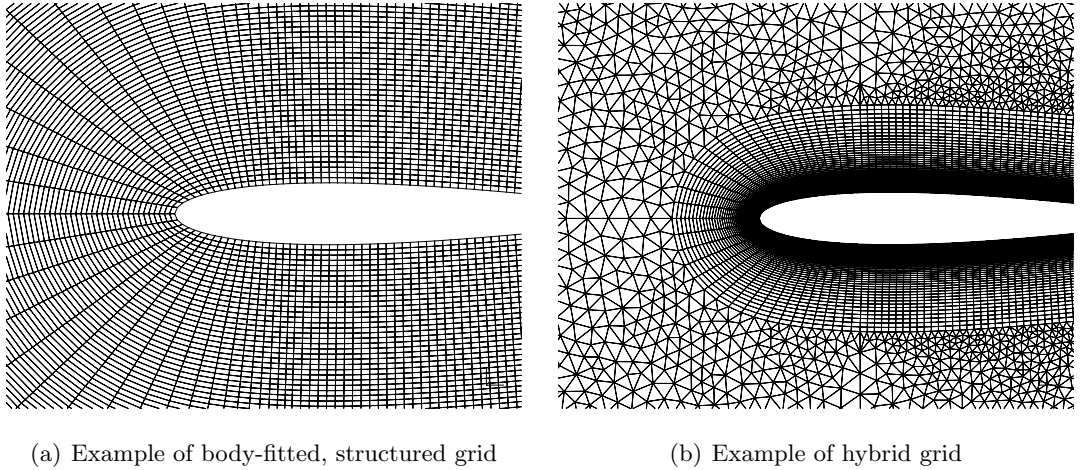 (a) Example of body-fitted, structured grid
(b) Example of hybrid grid